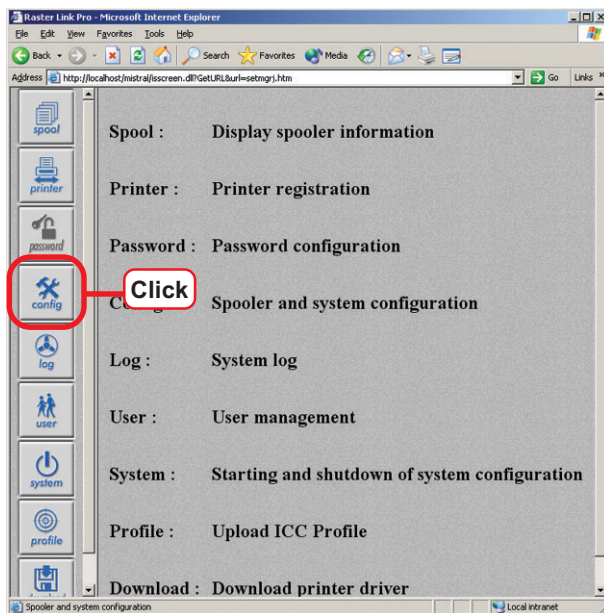 Raster Link Pro - Microsoft Internet Explorer
File Edit View Favorites Tools Help
Back Search Favorites Media
Address http://localhost/mistral/isscreen.dll?GetURL&url=setmgrj.htm Go Links »
spool
Spool : Display spooler information
printer
Printer : Printer registration
password
Password : Password configuration
config
Click
Spooler and system configuration
log
Log : System log
user
User : User management
system
System : Starting and shutdown of system configuration
profile
Profile : Upload ICC Profile
Download : Download printer driver
Spooler and system configuration Local intranet